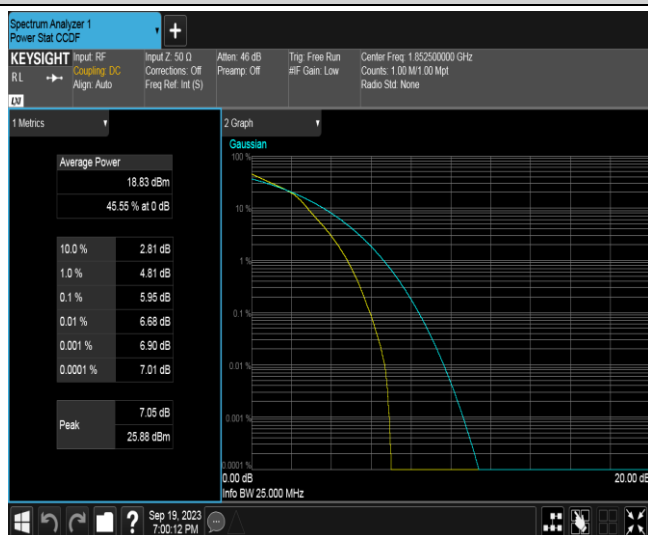 Spectrum Analyzer 1
Power Stat CCDF
KEYSIGHT
RL
LXI
Input: RF
Coupling: DC
Align: Auto
Input Z: 50 Ω
Corrections: Off
Freq Ref: Int (S)
Atten: 46 dB
Preamp: Off
Trig: Free Run
#IF Gain: Low
Center Freq: 1.852500000 GHz
Counts: 1.00 M/1.00 Mpt
Radio Std: None
1 Metrics
Average Power
18.83 dBm
45.55 % at 0 dB
10.0 % 2.81 dB
1.0 % 4.81 dB
0.1 % 5.95 dB
0.01 % 6.68 dB
0.001 % 6.90 dB
0.0001 % 7.01 dB
Peak
7.05 dB
25.88 dBm
2 Graph
Gaussian
100 %
10 %
1 %
0.1 %
0.01 %
0.001 %
0.0001 %
0.00 dB
20.00 dB
Info BW 25.000 MHz
?
Sep 19, 2023
7:00:12 PM